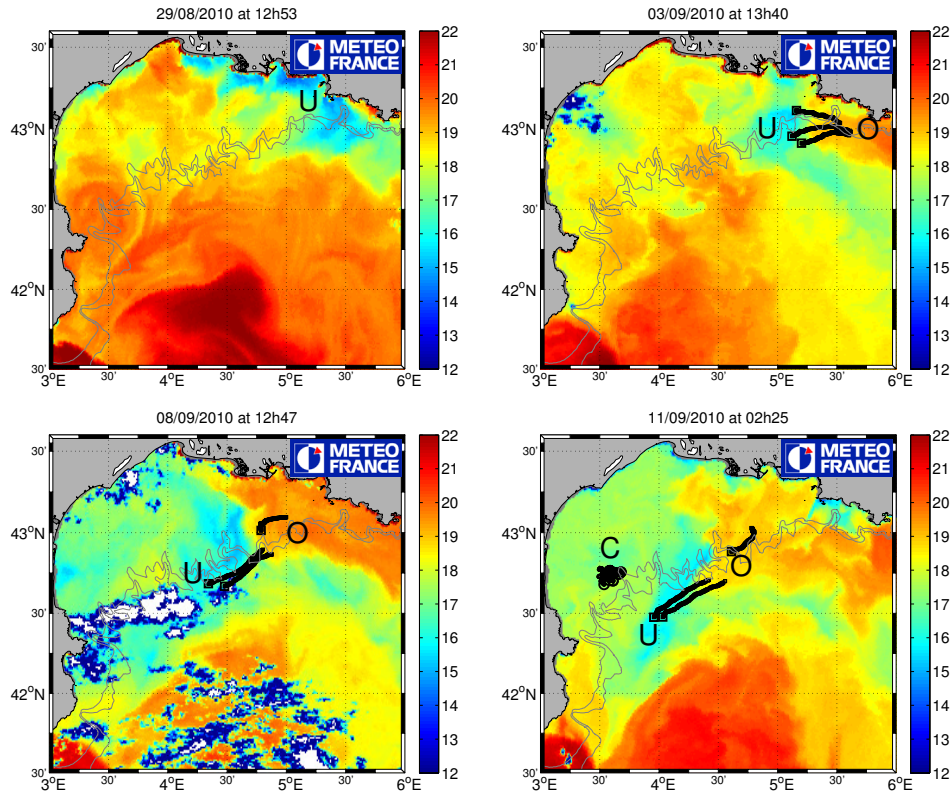 29/08/2010 at 12h53
METEO
FRANCE
U
30'
43°N
30'
42°N
30'
3°E
30'
4°E
30'
5°E
30'
6°E
22
21
20
19
18
17
16
15
14
13
12
03/09/2010 at 13h40
METEO
FRANCE
U
O
30'
43°N
30'
42°N
30'
3°E
30'
4°E
30'
5°E
30'
6°E
22
21
20
19
18
17
16
15
14
13
12
08/09/2010 at 12h47
METEO
FRANCE
O
U
30'
43°N
30'
42°N
30'
3°E
30'
4°E
30'
5°E
30'
6°E
22
21
20
19
18
17
16
15
14
13
12
11/09/2010 at 02h25
METEO
FRANCE
C
O
U
30'
43°N
30'
42°N
30'
3°E
30'
4°E
30'
5°E
30'
6°E
22
21
20
19
18
17
16
15
14
13
12